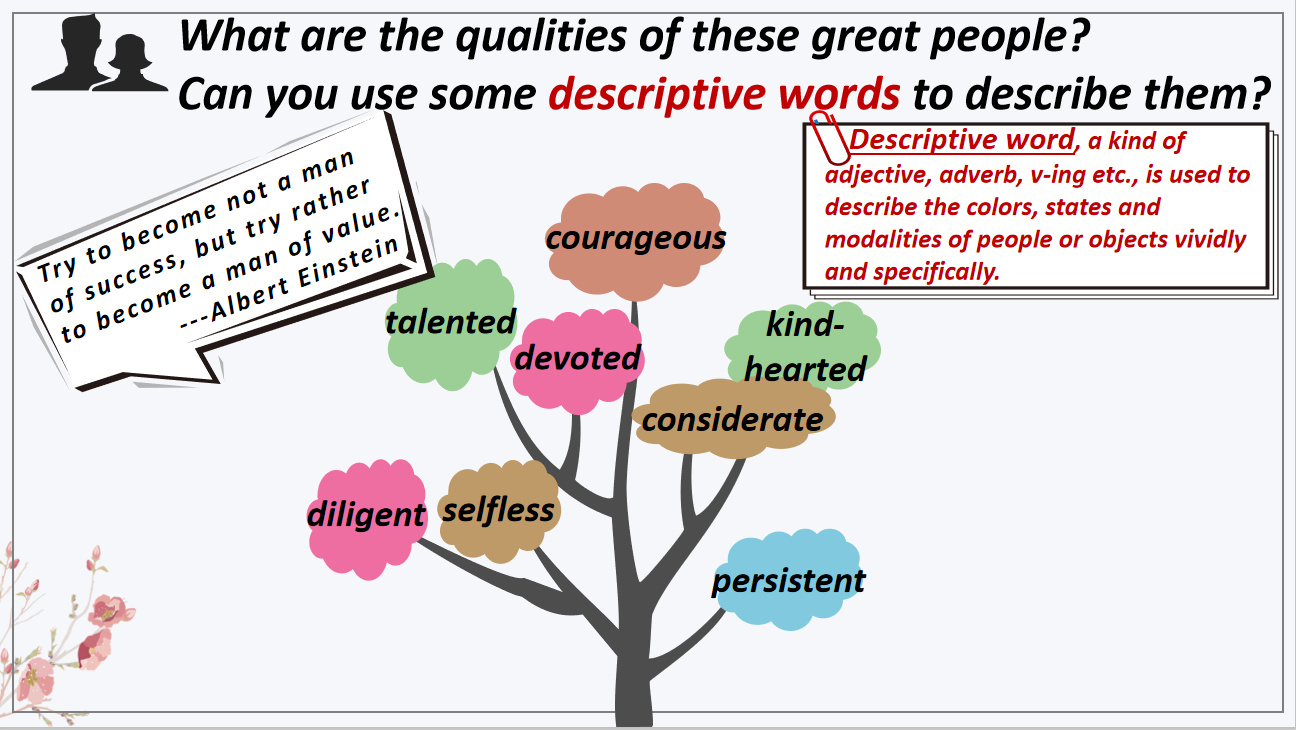 What are the qualities of these great people?
Can you use some descriptive words to describe them?
Try to become not a man
of success, but try rather
to become a man of value.
---Albert Einstein
Descriptive word, a kind of
adjective, adverb, v-ing etc., is used to
describe the colors, states and
modalities of people or objects vividly
and specifically.
courageous
talented
devoted
kind-
hearted
considerate
diligent
selfless
persistent